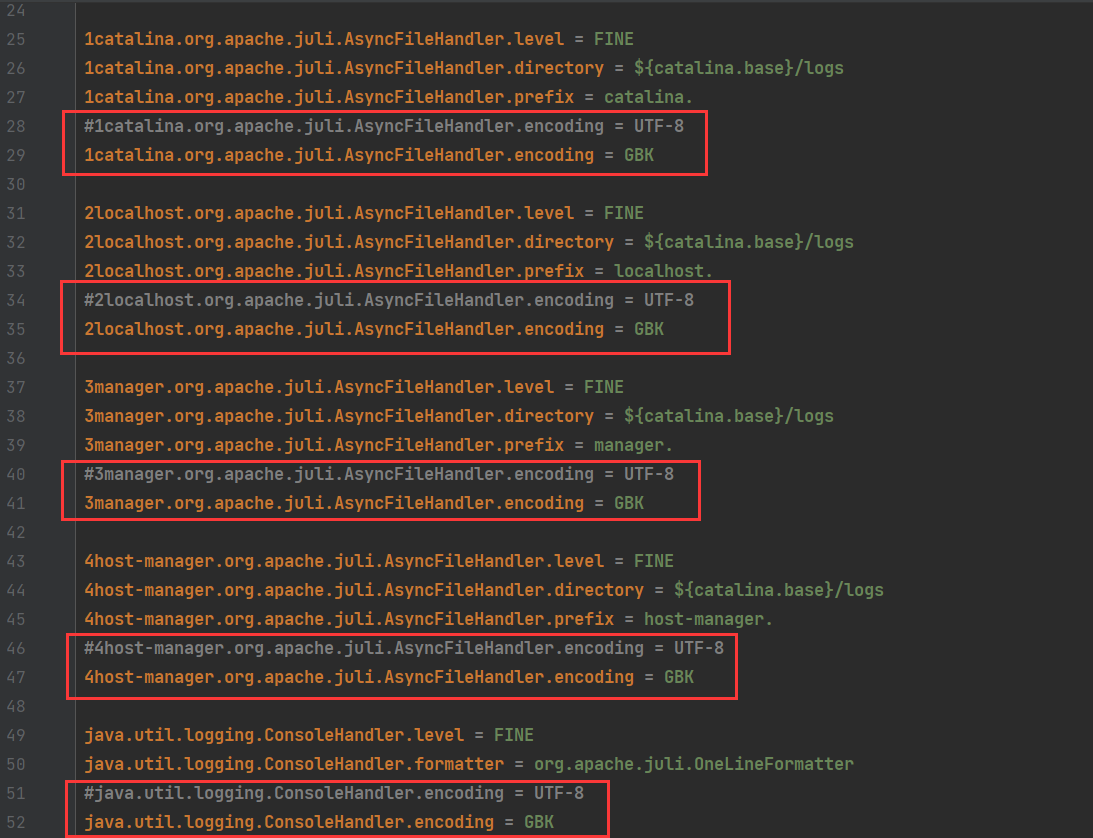 24
25 1catalina.org.apache.juli.AsyncFileHandler.level = FINE
26 1catalina.org.apache.juli.AsyncFileHandler.directory = ${catalina.base}/logs
27 1catalina.org.apache.juli.AsyncFileHandler.prefix = catalina.
28 #1catalina.org.apache.juli.AsyncFileHandler.encoding = UTF-8
29 1catalina.org.apache.juli.AsyncFileHandler.encoding = GBK
30
31 2localhost.org.apache.juli.AsyncFileHandler.level = FINE
32 2localhost.org.apache.juli.AsyncFileHandler.directory = ${catalina.base}/logs
33 2localhost.org.apache.juli.AsyncFileHandler.prefix = localhost.
34 #2localhost.org.apache.juli.AsyncFileHandler.encoding = UTF-8
35 2localhost.org.apache.juli.AsyncFileHandler.encoding = GBK
36
37 3manager.org.apache.juli.AsyncFileHandler.level = FINE
38 3manager.org.apache.juli.AsyncFileHandler.directory = ${catalina.base}/logs
39 3manager.org.apache.juli.AsyncFileHandler.prefix = manager.
40 #3manager.org.apache.juli.AsyncFileHandler.encoding = UTF-8
41 3manager.org.apache.juli.AsyncFileHandler.encoding = GBK
42
43 4host-manager.org.apache.juli.AsyncFileHandler.level = FINE
44 4host-manager.org.apache.juli.AsyncFileHandler.directory = ${catalina.base}/logs
45 4host-manager.org.apache.juli.AsyncFileHandler.prefix = host-manager.
46 #4host-manager.org.apache.juli.AsyncFileHandler.encoding = UTF-8
47 4host-manager.org.apache.juli.AsyncFileHandler.encoding = GBK
48
49 java.util.logging.ConsoleHandler.level = FINE
50 java.util.logging.ConsoleHandler.formatter = org.apache.juli.OneLineFormatter
51 #java.util.logging.ConsoleHandler.encoding = UTF-8
52 java.util.logging.ConsoleHandler.encoding = GBK